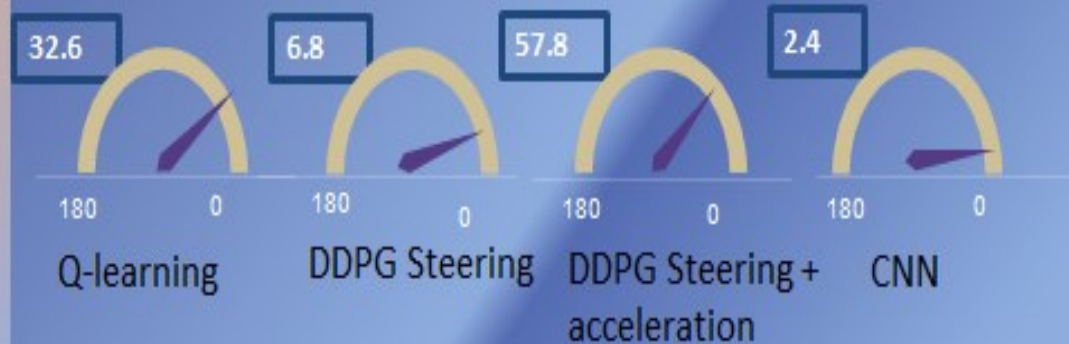 32.6
6.8
57.8
2.4
180 0
180 0
180 0
180 0
Q-learning
DDPG Steering
DDPG Steering +
acceleration
CNN